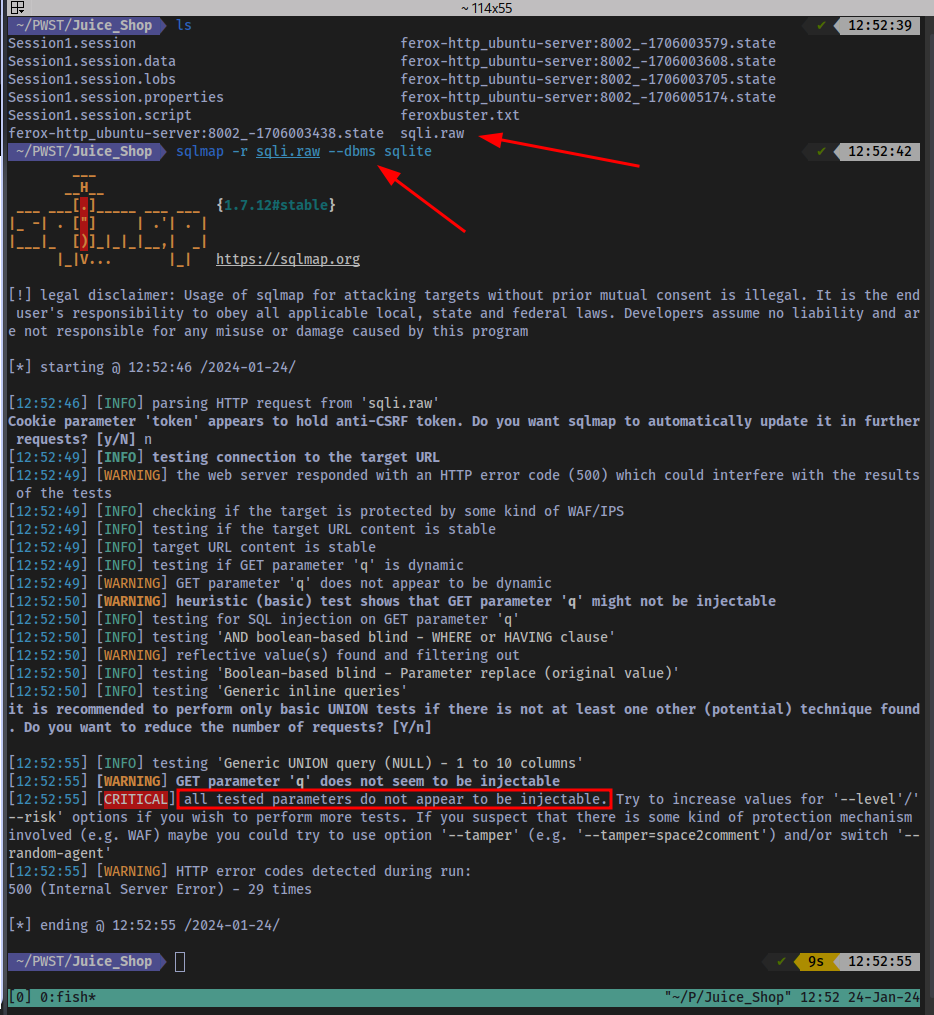 ~ 114x55
~/PWST/Juice_Shop ls ✔ 12:52:39
Session1.session ferox-http_ubuntu-server:8002_-1706003579.state
Session1.session.data ferox-http_ubuntu-server:8002_-1706003608.state
Session1.session.lobs ferox-http_ubuntu-server:8002_-1706003705.state
Session1.session.properties ferox-http_ubuntu-server:8002_-1706005174.state
Session1.session.script feroxbuster.txt
ferox-http_ubuntu-server:8002_-1706003438.state sqli.raw
~/PWST/Juice_Shop sqlmap -r sqli.raw --dbms sqlite ✔ 12:52:42
        ___
       __H__
 ___ ___[.]_____ ___ ___  {1.7.12#stable}
|_ -| . ["]     | .'| . |
|___|_  [)]_|_|_|__,|  _|
      |_|V...       |_|   https://sqlmap.org
[!] legal disclaimer: Usage of sqlmap for attacking targets without prior mutual consent is illegal. It is the end
 user's responsibility to obey all applicable local, state and federal laws. Developers assume no liability and ar
e not responsible for any misuse or damage caused by this program
[*] starting @ 12:52:46 /2024-01-24/
[12:52:46] [INFO] parsing HTTP request from 'sqli.raw'
Cookie parameter 'token' appears to hold anti-CSRF token. Do you want sqlmap to automatically update it in further
 requests? [y/N] n
[12:52:49] [INFO] testing connection to the target URL
[12:52:49] [WARNING] the web server responded with an HTTP error code (500) which could interfere with the results
 of the tests
[12:52:49] [INFO] checking if the target is protected by some kind of WAF/IPS
[12:52:49] [INFO] testing if the target URL content is stable
[12:52:49] [INFO] target URL content is stable
[12:52:49] [INFO] testing if GET parameter 'q' is dynamic
[12:52:49] [WARNING] GET parameter 'q' does not appear to be dynamic
[12:52:50] [WARNING] heuristic (basic) test shows that GET parameter 'q' might not be injectable
[12:52:50] [INFO] testing for SQL injection on GET parameter 'q'
[12:52:50] [INFO] testing 'AND boolean-based blind - WHERE or HAVING clause'
[12:52:50] [WARNING] reflective value(s) found and filtering out
[12:52:50] [INFO] testing 'Boolean-based blind - Parameter replace (original value)'
[12:52:50] [INFO] testing 'Generic inline queries'
it is recommended to perform only basic UNION tests if there is not at least one other (potential) technique found
. Do you want to reduce the number of requests? [Y/n]
[12:52:55] [INFO] testing 'Generic UNION query (NULL) - 1 to 10 columns'
[12:52:55] [WARNING] GET parameter 'q' does not seem to be injectable
[12:52:55] [CRITICAL] all tested parameters do not appear to be injectable. Try to increase values for '--level'/'
--risk' options if you wish to perform more tests. If you suspect that there is some kind of protection mechanism
involved (e.g. WAF) maybe you could try to use option '--tamper' (e.g. '--tamper=space2comment') and/or switch '--
random-agent'
[12:52:55] [WARNING] HTTP error codes detected during run:
500 (Internal Server Error) - 29 times
[*] ending @ 12:52:55 /2024-01-24/
~/PWST/Juice_Shop ✔ 9s 12:52:55
[0] 0:fish* "~/P/Juice_Shop" 12:52 24-Jan-24